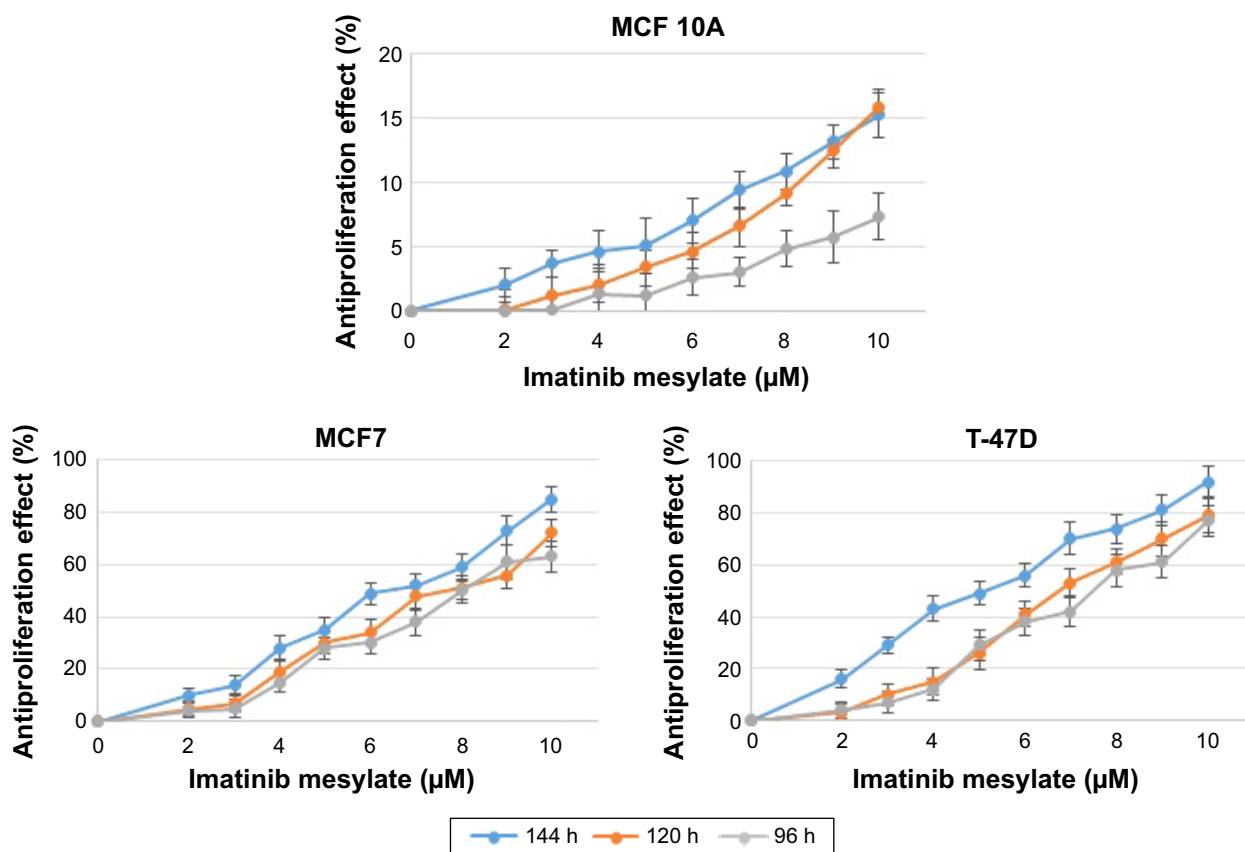 MCF 10A
Antiproliferation effect (%)
20
15
10
5
0
0 2 4 6 8 10
Imatinib mesylate (µM)
MCF7
Antiproliferation effect (%)
100
80
60
40
20
0
0 2 4 6 8 10
Imatinib mesylate (µM)
T-47D
Antiproliferation effect (%)
100
80
60
40
20
0
0 2 4 6 8 10
Imatinib mesylate (µM)
144 h 120 h 96 h